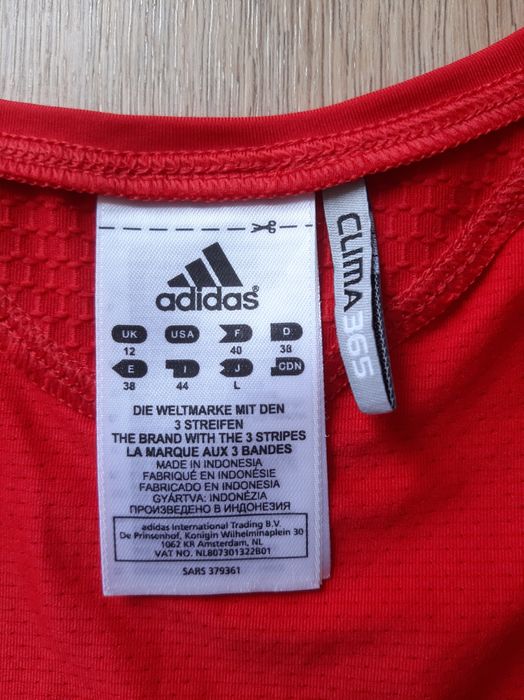 adidas®
UK USA F D
12 40 38
E I J CDN
38 44 L
DIE WELTMARKE MIT DEN
3 STREIFEN
THE BRAND WITH THE 3 STRIPES
LA MARQUE AUX 3 BANDES
MADE IN INDONESIA
FABRIQUÉ EN INDONÉSIE
FABRICADO EN INDONESIA
GYÁRTVA: INDONÉZIA
ПРОИЗВЕДЕНО В ИНДОНЕЗИЯ
adidas International Trading B.V.
De Prinsenhof, Konigin Wilhelminaplein 30
1062 KR Amsterdam, NL
VAT NO. NL807301322B01
SARS 379361
CLIMA365